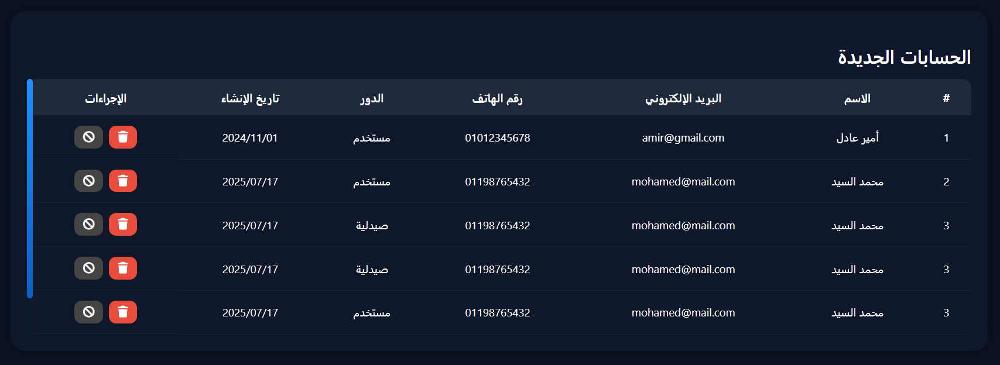 الحسابات الجديدة
# الاسم البريد الإلكتروني رقم الهاتف الدور تاريخ الإنشاء الإجراءات
1 أمير عادل amir@gmail.com 01012345678 مستخدم 2024/11/01
2 محمد السيد mohamed@mail.com 01198765432 مستخدم 2025/07/17
3 محمد السيد mohamed@mail.com 01198765432 صيدلية 2025/07/17
3 محمد السيد mohamed@mail.com 01198765432 صيدلية 2025/07/17
3 محمد السيد mohamed@mail.com 01198765432 مستخدم 2025/07/17